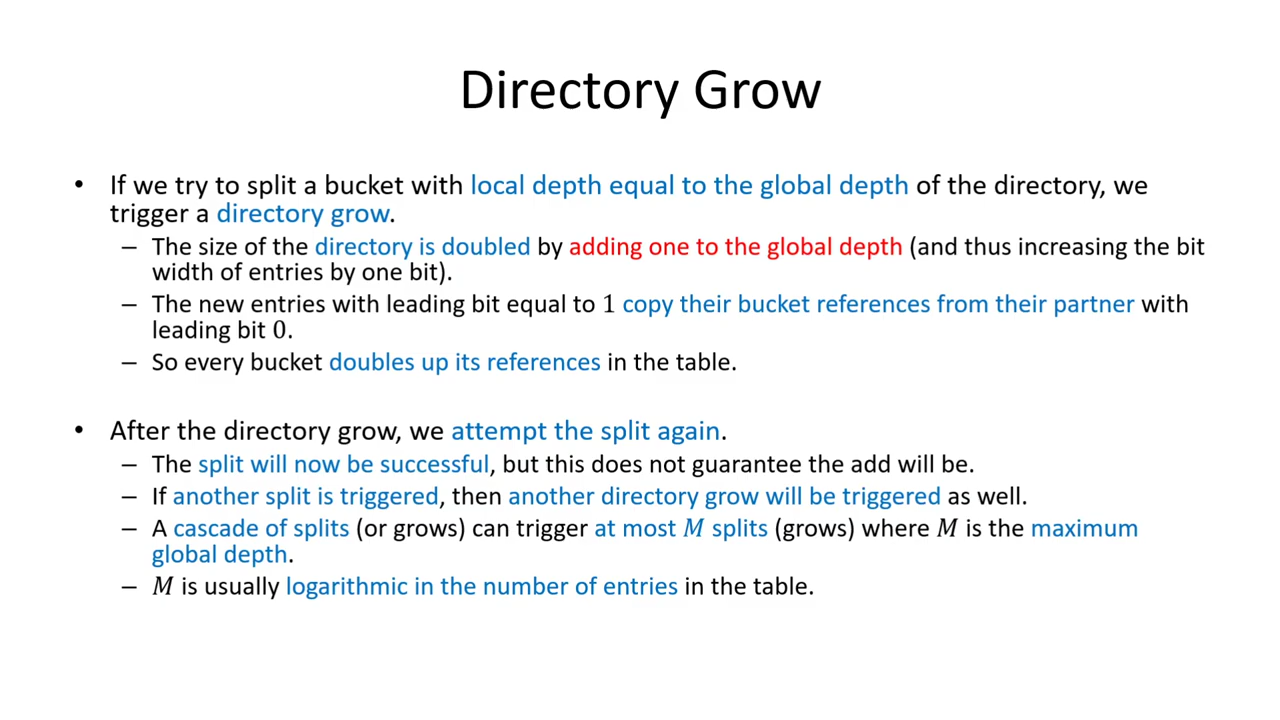 Directory Grow
• If we try to split a bucket with local depth equal to the global depth of the directory, we
trigger a directory grow.
– The size of the directory is doubled by adding one to the global depth (and thus increasing the bit
width of entries by one bit).
– The new entries with leading bit equal to 1 copy their bucket references from their partner with
leading bit 0.
– So every bucket doubles up its references in the table.
• After the directory grow, we attempt the split again.
– The split will now be successful, but this does not guarantee the add will be.
– If another split is triggered, then another directory grow will be triggered as well.
– A cascade of splits (or grows) can trigger at most M splits (grows) where M is the maximum
global depth.
– M is usually logarithmic in the number of entries in the table.